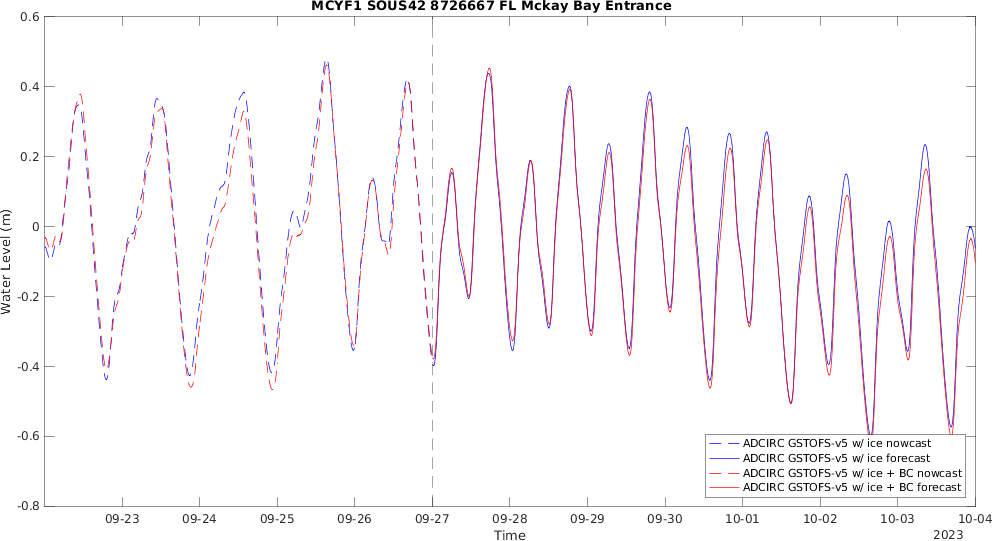 MCYF1 SOUS42 8726667 FL Mckay Bay Entrance
0.6
0.4
0.2
0
-0.2
-0.4
-0.6
-0.8
Water Level (m)
ADCIRC GSTOFS-v5 w/ ice nowcast
ADCIRC GSTOFS-v5 w/ ice forecast
ADCIRC GSTOFS-v5 w/ ice + BC nowcast
ADCIRC GSTOFS-v5 w/ ice + BC forecast
09-23 09-24 09-25 09-26 09-27 09-28 09-29 09-30 10-01 10-02 10-03 10-04
Time
2023